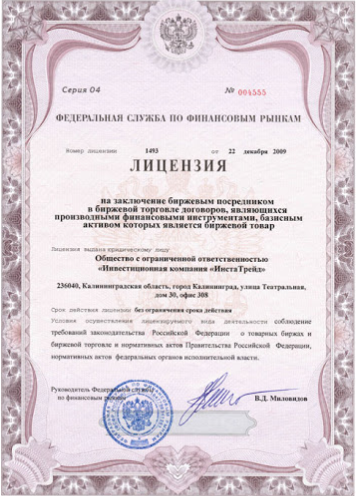 Серия 04 № 004555
ФЕДЕРАЛЬНАЯ СЛУЖБА ПО ФИНАНСОВЫМ РЫНКАМ
Номер лицензии 1493 от 22 декабря 2009
ЛИЦЕНЗИЯ
на заключение биржевым посредником
в биржевой торговле договоров, являющихся
производными финансовыми инструментами, базисным
активом которых является биржевой товар
Лицензия выдана юридическому лицу
Общество с ограниченной ответственностью
«Инвестиционная компания «ИнстаТрейд»
236040, Калининградская область, город Калининград, улица Театральная,
дом 30, офис 308
Срок действия лицензии без ограничения срока действия
Условия осуществления лицензируемого вида деятельности соблюдение
требований законодательства Российской Федерации о товарных биржах и
биржевой торговле и нормативных актов Правительства Российской Федерации,
нормативных актов федеральных органов исполнительной власти.
Руководитель Федеральной службы
по финансовым рынкам В.Д. Миловидов